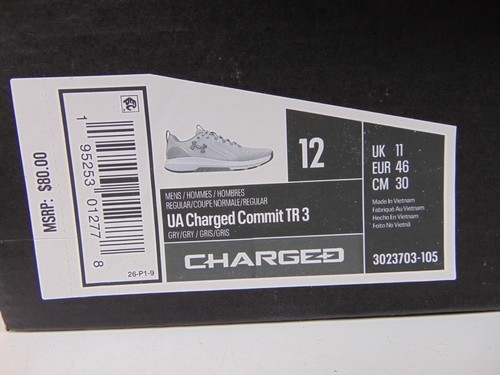 MSRP: $80.00
1 95253 01277 8
26-P1-9
MENS / HOMMES / HOMBRES
REGULAR/COUPE NORMALE/REGULAR
UA Charged Commit TR 3
GRY/GRY / GRIS/GRIS
CHARGED
12
UK 11
EUR 46
CM 30
Made In Vietnam
Fabriqué Au Vietnam
Hecho En Vietnam
Feito No Vietnã
3023703-105